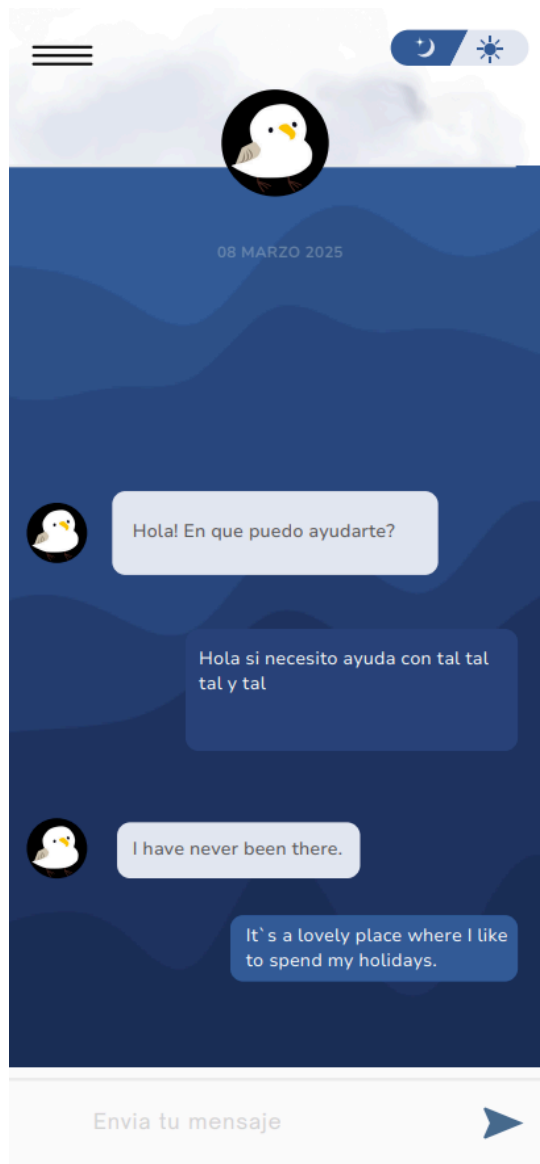 08 MARZO 2025
Hola! En que puedo ayudarte?
Hola si necesito ayuda con tal tal
tal y tal
I have never been there.
It`s a lovely place where I like
to spend my holidays.
Envia tu mensaje